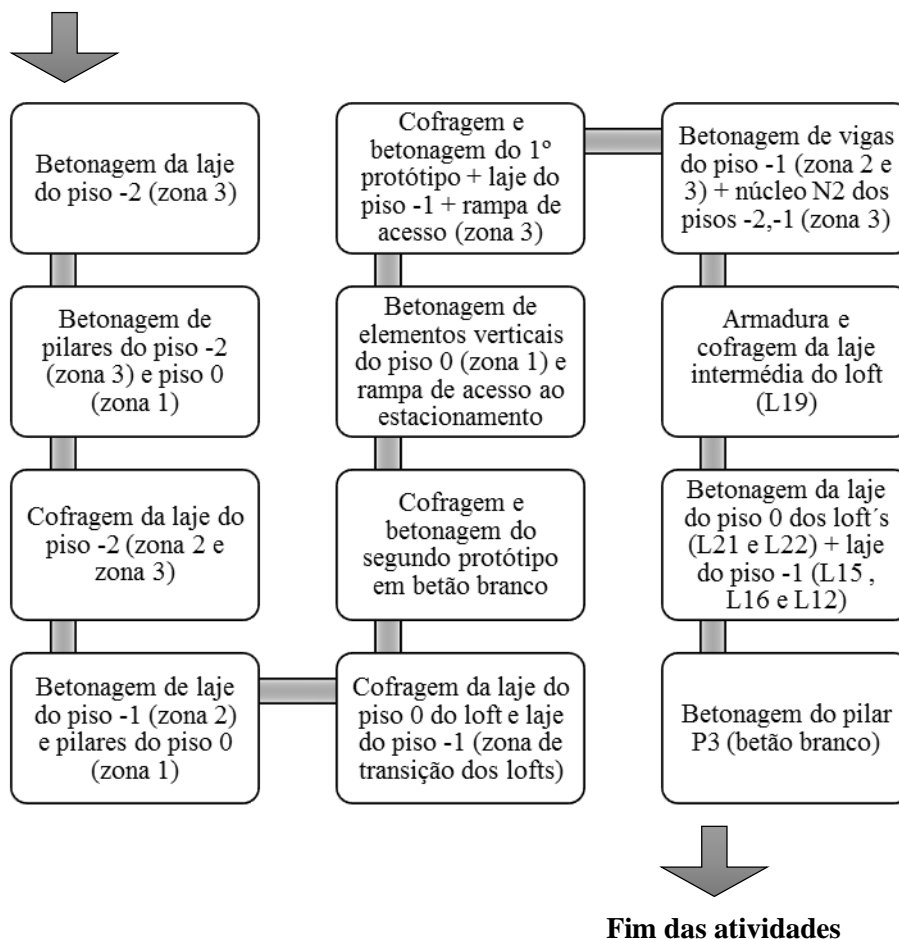 Betonagem da laje
do piso -2 (zona 3)
Betonagem de
pilares do piso -2
(zona 3) e piso 0
(zona 1)
Cofragem da laje do
piso -2 (zona 2 e
zona 3)
Betonagem de laje
do piso -1 (zona 2)
e pilares do piso 0
(zona 1)
Cofragem da laje do
piso 0 do loft e laje
do piso -1 (zona de
transição dos lofts)
Cofragem e
betonagem do
segundo protótipo
em betão branco
Betonagem de
elementos verticais
do piso 0 (zona 1) e
rampa de acesso ao
estacionamento
Cofragem e
betonagem do 1º
protótipo + laje do
piso -1 + rampa de
acesso (zona 3)
Betonagem de vigas
do piso -1 (zona 2 e
3) + núcleo N2 dos
pisos -2,-1 (zona 3)
Armadura e
cofragem da laje
intermédia do loft
(L19)
Betonagem da laje
do piso 0 dos loft´s
(L21 e L22) + laje
do piso -1 (L15 ,
L16 e L12)
Betonagem do pilar
P3 (betão branco)
Fim das atividades